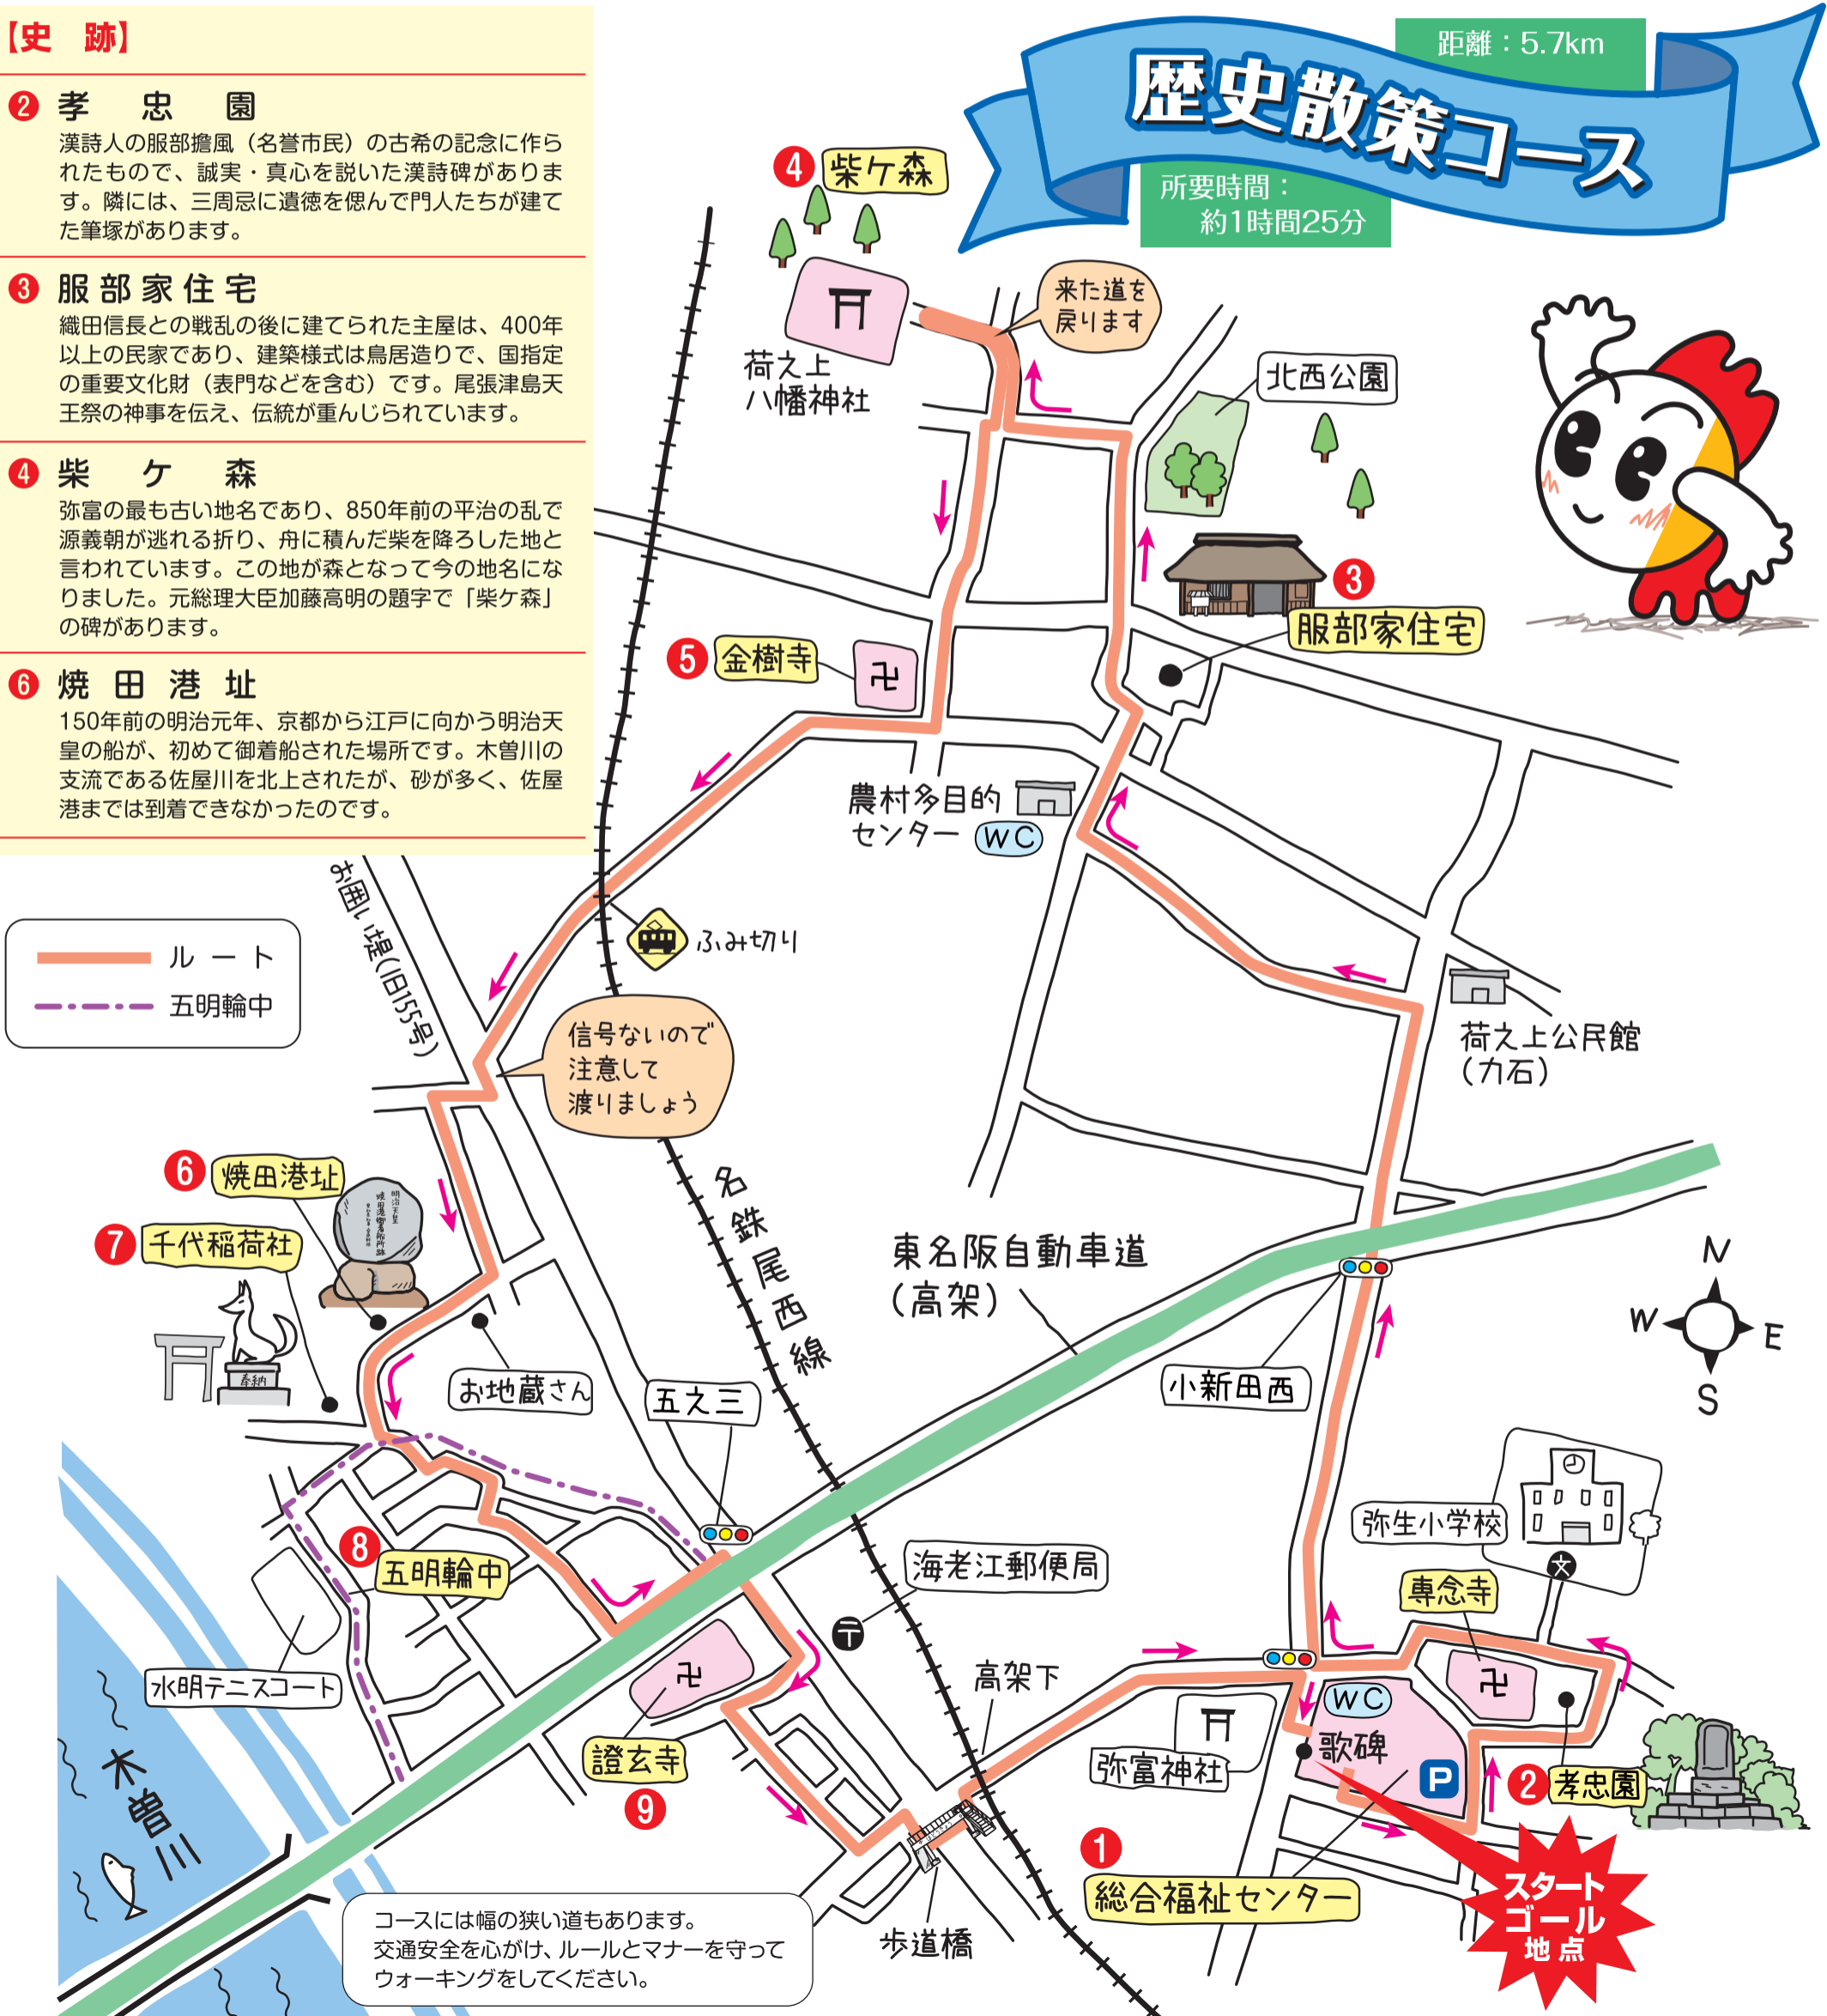 【史　跡】
❷ 孝　忠　園
漢詩人の服部擔風（名誉市民）の古希の記念に作ら
れたもので、誠実・真心を説いた漢詩碑がありま
す。隣には、三周忌に遺徳を偲んで門人たちが建て
た筆塚があります。
❸ 服部家住宅
織田信長との戦乱の後に建てられた主屋は、400年
以上の民家であり、建築様式は鳥居造りで、国指定
の重要文化財（表門などを含む）です。尾張津島天
王祭の神事を伝え、伝統が重んじられています。
❹ 柴　ケ　森
弥富の最も古い地名であり、850年前の平治の乱で
源義朝が逃れる折り、舟に積んだ柴を降ろした地と
言われています。この地が森となって今の地名にな
りました。元総理大臣加藤高明の題字で「柴ケ森」
の碑があります。
❻ 焼田港址
150年前の明治元年、京都から江戸に向かう明治天
皇の船が、初めて御着船された場所です。木曽川の
支流である佐屋川を北上されたが、砂が多く、佐屋
港までは到着できなかったのです。
距離：5.7km
歴史散策コース
所要時間：
約1時間25分
❹ 柴ケ森
来た道を
戻ります
荷之上
八幡神社
北西公園
❸
服部家住宅
❺ 金樹寺
農村多目的
センター WC
お囲い堤(旧155号)
ふみ切り
ルート
五明輪中
信号ないので
注意して
渡りましょう
荷之上公民館
(力石)
❻ 焼田港址
❼ 千代稲荷社
奉納
名鉄尾西線
東名阪自動車道
(高架)
N
W
E
S
お地蔵さん
五之三
小新田西
弥生小学校
文
❽
五明輪中
海老江郵便局
〒
専念寺
水明テニスコート
高架下
WC
歌碑
弥富神社
P
證玄寺
❾
❷ 孝忠園
木曽川
❶
総合福祉センター
スタート
ゴール
地点
歩道橋
コースには幅の狭い道もあります。
交通安全を心がけ、ルールとマナーを守って
ウォーキングをしてください。